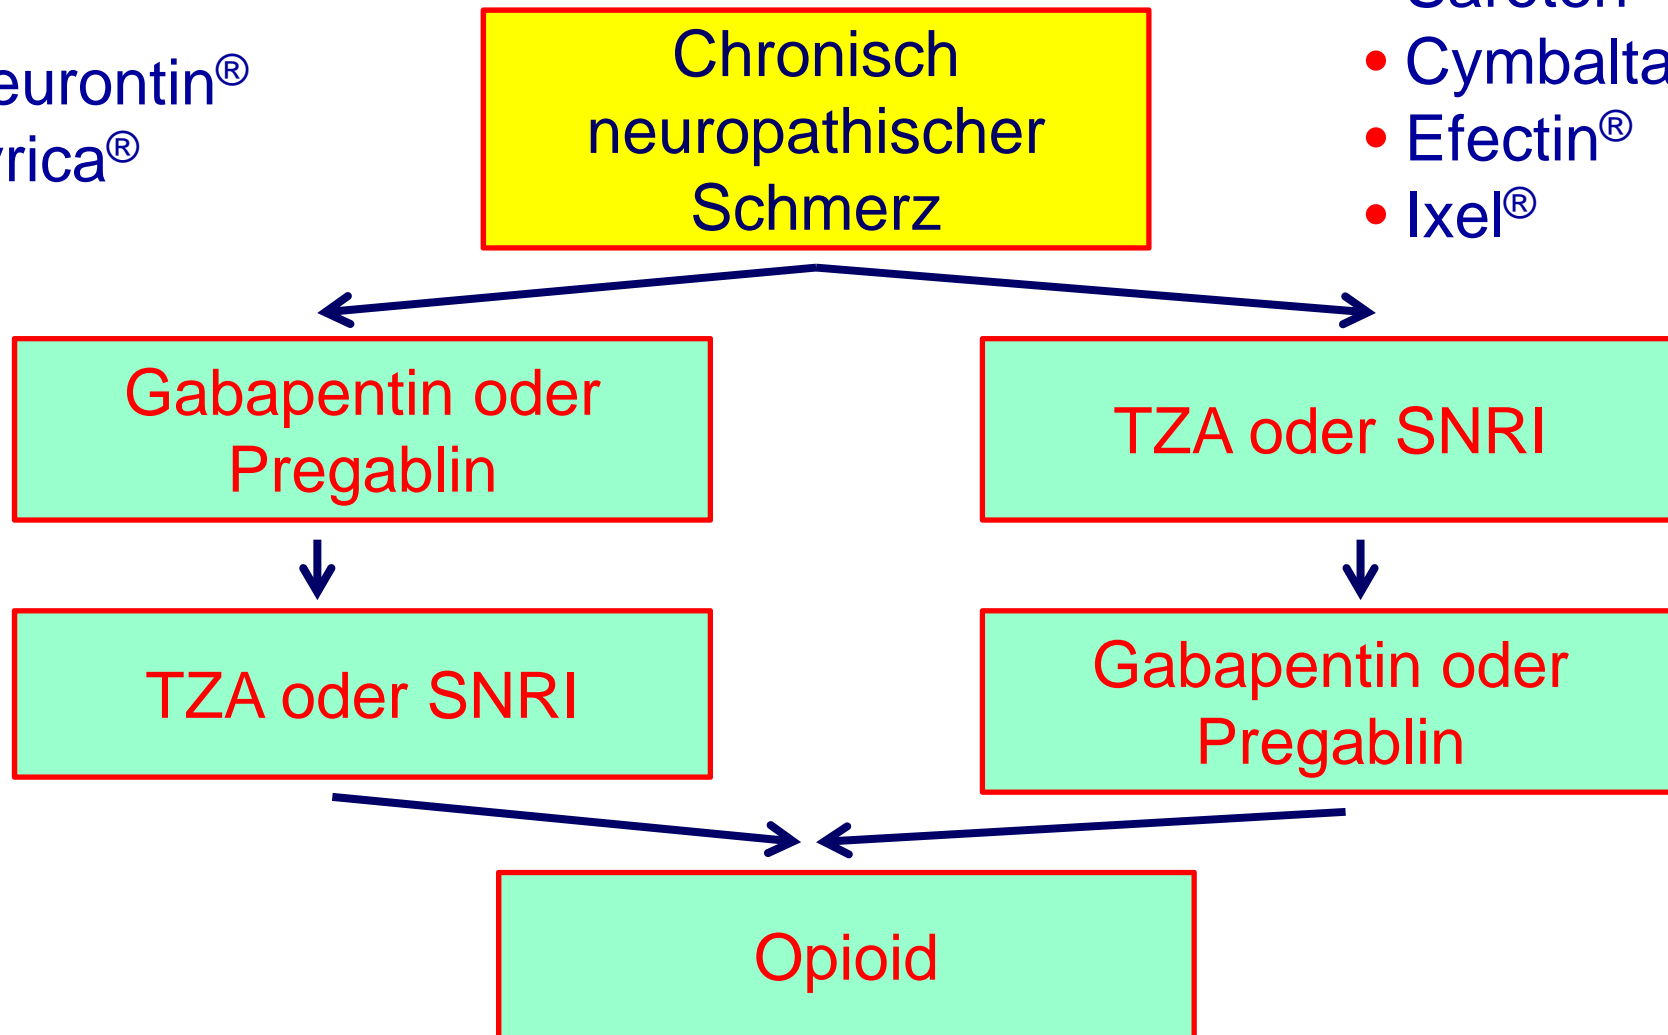 eurontin®
yrica®
Chronisch
neuropathischer
Schmerz
• Cymbalta
• Efectin®
• Ixel®
Gabapentin oder
Pregablin
TZA oder SNRI
TZA oder SNRI
Gabapentin oder
Pregablin
Opioid